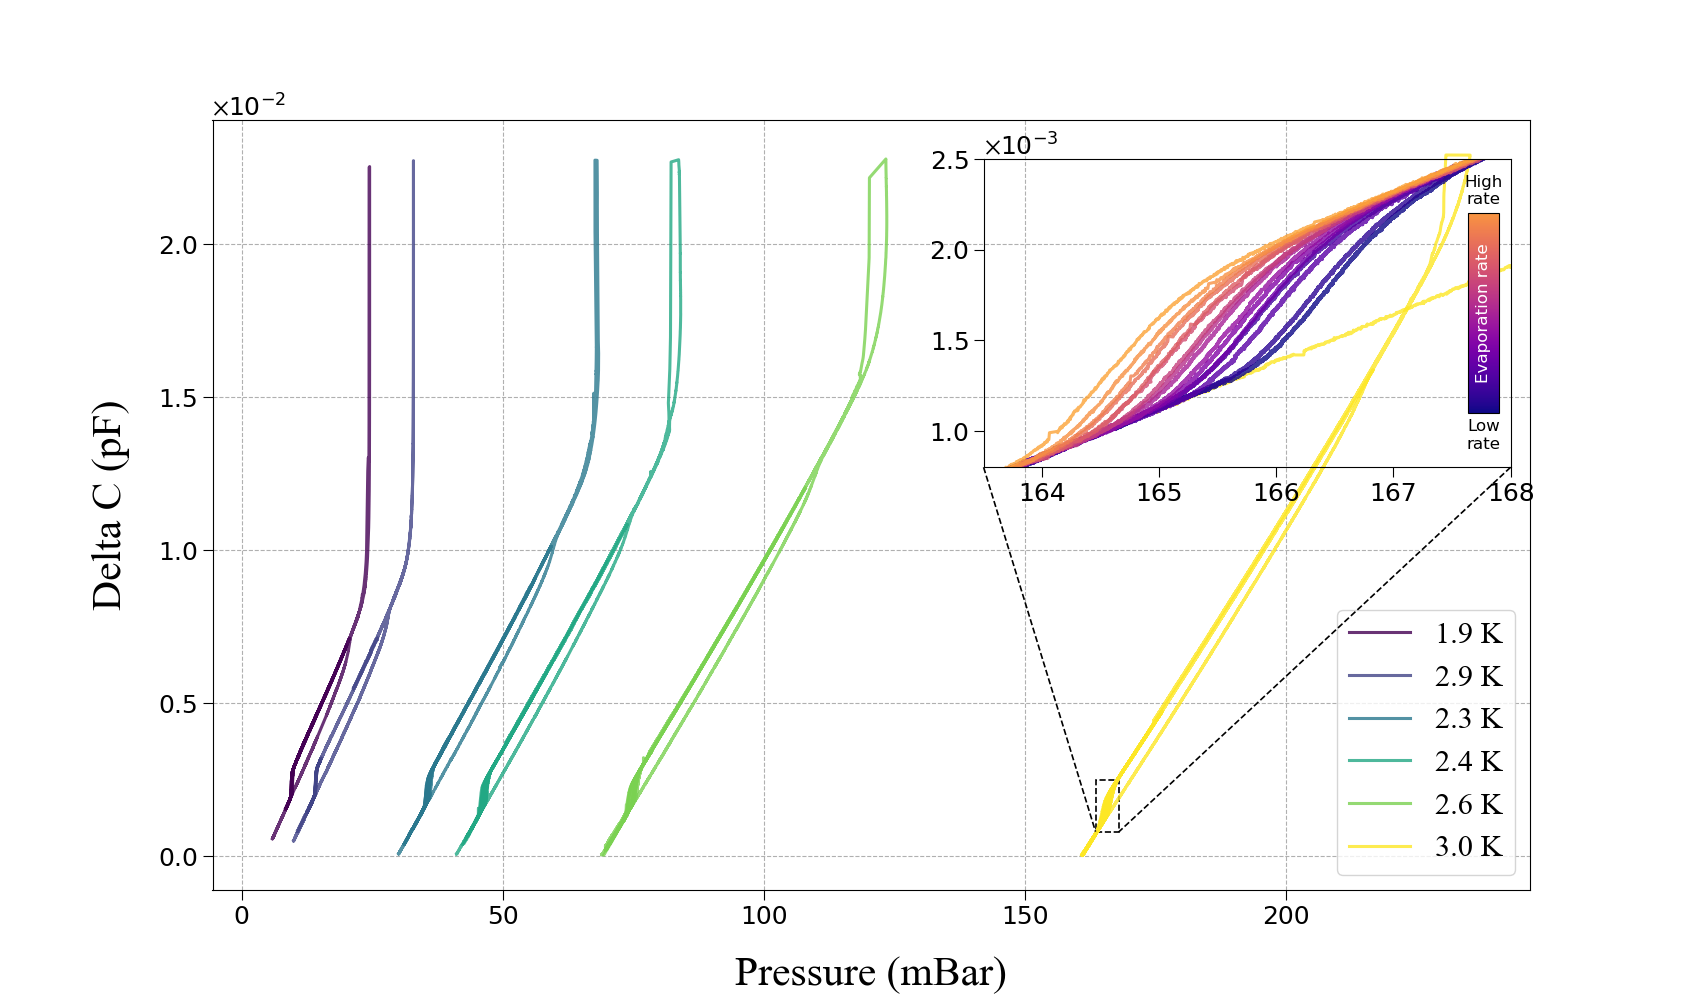 ×10⁻²
2.0
1.5
1.0
0.5
0.0
Delta C (pF)
0
50
100
150
200
Pressure (mBar)
×10⁻³
2.5
2.0
1.5
1.0
164
165
166
167
168
High
rate
Evaporation rate
Low
rate
1.9 K
2.9 K
2.3 K
2.4 K
2.6 K
3.0 K